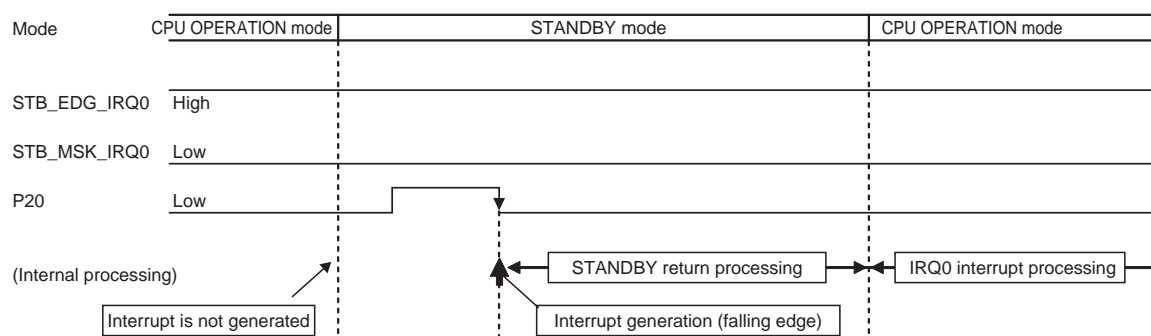 Mode CPU OPERATION mode STANDBY mode CPU OPERATION mode
STB_EDG_IRQ0 High
STB_MSK_IRQ0 Low
P20 Low
(Internal processing) STANDBY return processing IRQ0 interrupt processing
Interrupt is not generated Interrupt generation (falling edge)